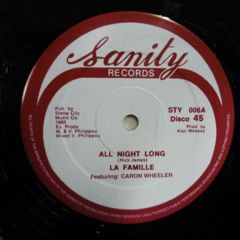 Sanity
RECORDS
Pub. by
Stone City
Music Co.
1983
Ex. Prods.
M. & V. Philippou
Mixed V. Philippou
STY 006A
Disco 45
Prod. by
Alan Weekes
ALL NIGHT LONG
(Rick James)
LA FAMILLE
Featuring: CARON WHEELER